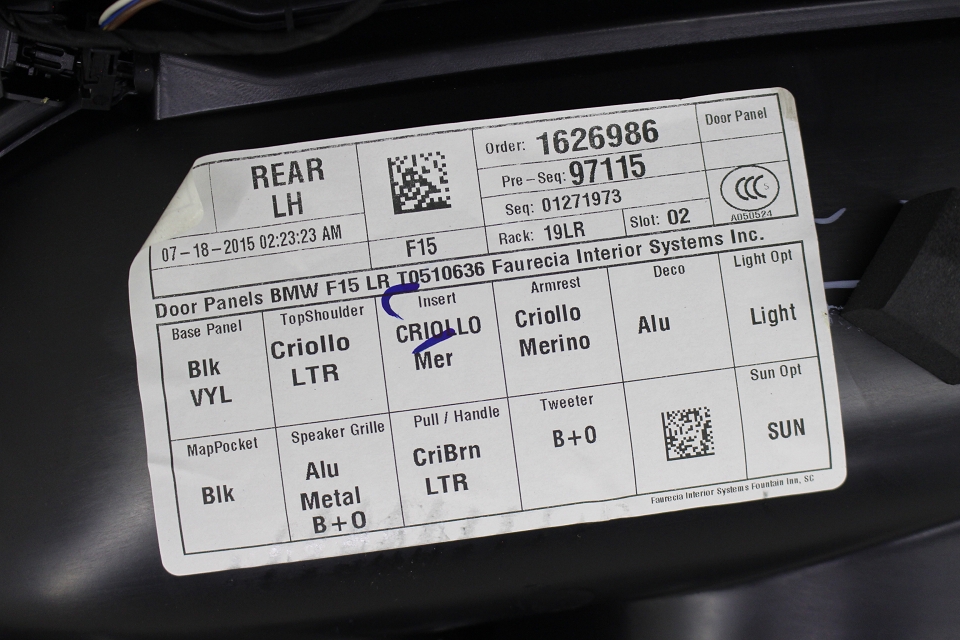 REAR
LH
07-18-2015 02:23:23 AM
F15
Order: 1626986
Pre-Seq: 97115
Seq: 01271973
Rack: 19LR
Slot: 02
Door Panel
CCC S
A050524
Door Panels BMW F15 LR T0510636 Faurecia Interior Systems Inc.
Base Panel
Blk
VYL
TopShoulder
Criollo
LTR
Insert
CRIOLLO
Mer
Armrest
Criollo
Merino
Deco
Alu
Light Opt
Light
MapPocket
Blk
Speaker Grille
Alu
Metal
B+O
Pull / Handle
CriBrn
LTR
Tweeter
B+O
Sun Opt
SUN
Faurecia Interior Systems Fountain Inn, SC